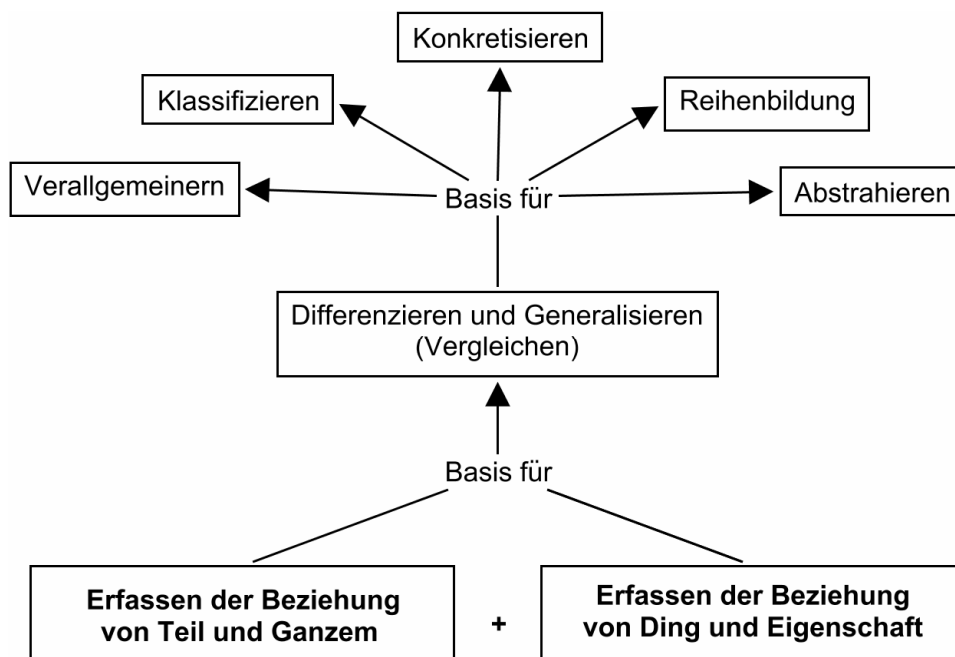 Konkretisieren
Klassifizieren
Reihenbildung
Verallgemeinern
Abstrahieren
Basis für
Differenzieren und Generalisieren
(Vergleichen)
Basis für
Erfassen der Beziehung
von Teil und Ganzem
+
Erfassen der Beziehung
von Ding und Eigenschaft